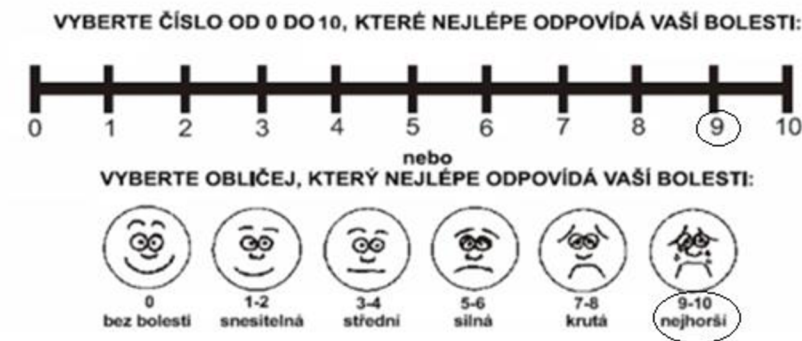 VYBERTE ČÍSLO OD 0 DO 10, KTERÉ NEJLÉPE ODPOVÍDÁ VAŠÍ BOLESTI:
0 1 2 3 4 5 6 7 8 9 10
nebo
VYBERTE OBLIČEJ, KTERÝ NEJLÉPE ODPOVÍDÁ VAŠÍ BOLESTI:
0 1-2 3-4 5-6 7-8 9-10
bez bolesti snesitelná střední silná krutá nejhorší